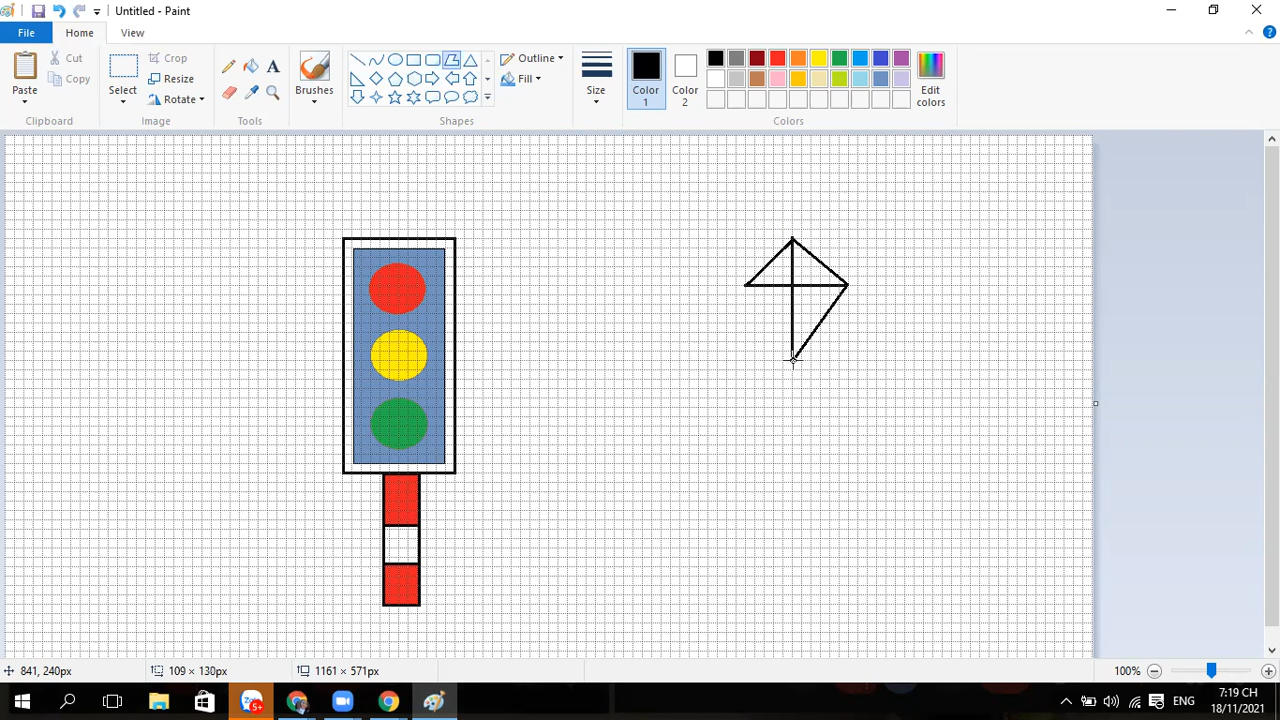 Untitled - Paint
File Home View
Paste
Cut
Copy
Clipboard
Select
Crop
Resize
Rotate
Image
A
Tools
Brushes
Shapes
Outline
Fill
Size
Color 1
Color 2
Edit colors
Colors
841, 240px
109 × 130px
1161 × 571px
100%
5+
ENG
7:19 CH
18/11/2021